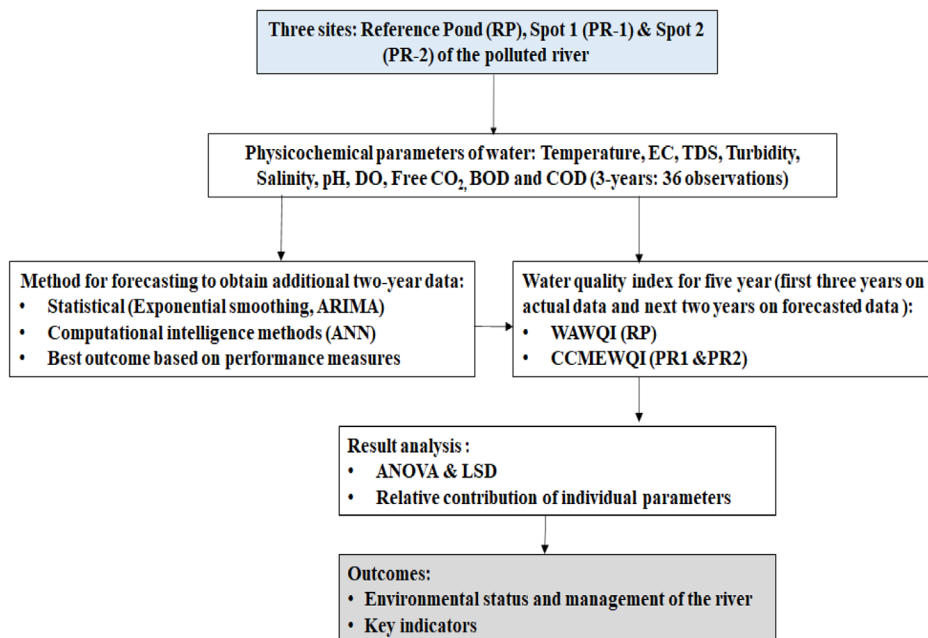 Three sites: Reference Pond (RP), Spot 1 (PR-1) & Spot 2
(PR-2) of the polluted river
Physicochemical parameters of water: Temperature, EC, TDS, Turbidity,
Salinity, pH, DO, Free CO₂, BOD and COD (3-years: 36 observations)
Method for forecasting to obtain additional two-year data:
• Statistical (Exponential smoothing, ARIMA)
• Computational intelligence methods (ANN)
• Best outcome based on performance measures
Water quality index for five year (first three years on
actual data and next two years on forecasted data ):
• WAWQI (RP)
• CCMEWQI (PR1 &PR2)
Result analysis :
• ANOVA & LSD
• Relative contribution of individual parameters
Outcomes:
• Environmental status and management of the river
• Key indicators